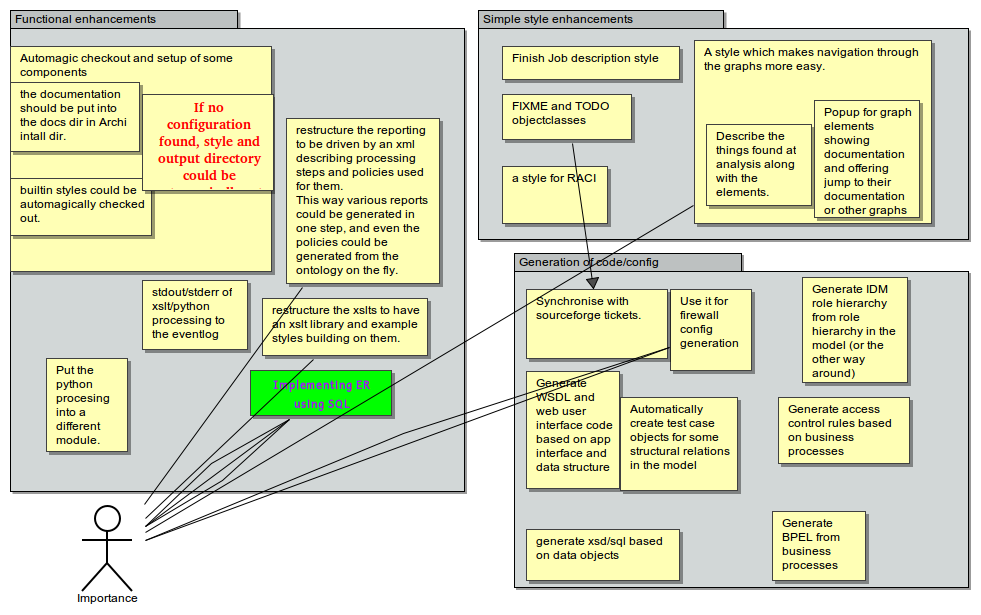 Functional enhancements
Automagic checkout and setup of some
components
the documentation
should be put into
the docs dir in Archi
intall dir.
If no
configuration
found, style and
output directory
could be
builtin styles could be
automagically checked
out.
restructure the reporting
to be driven by an xml
describing processing
steps and policies used
for them.
This way various reports
could be generated in
one step, and even the
policies could be
generated from the
ontology on the fly.
stdout/stderr of
xslt/python
processing to
the eventlog
restructure the xslts to have
an xslt library and example
styles building on them.
Put the
python
procesing
into a
different
module.
Implementing ER
using SQL
Importance
Simple style enhancements
Finish Job description style
FIXME and TODO
objectclasses
a style for RACI
A style which makes navigation through
the graphs more easy.
Describe the
things found at
analysis along
with the
elements.
Popup for graph
elements
showing
documentation
and offering
jump to their
documentation
or other graphs
Generation of code/config
Synchronise with
sourceforge tickets.
Use it for
firewall
config
generation
Generate IDM
role hierarchy
from role
hierarchy in the
model (or the
other way
around)
Generate
WSDL and
web user
interface code
based on app
interface and
data structure
Automatically
create test case
objects for some
structural relations
in the model
Generate access
control rules based
on business
processes
generate xsd/sql based
on data objects
Generate
BPEL from
business
processes